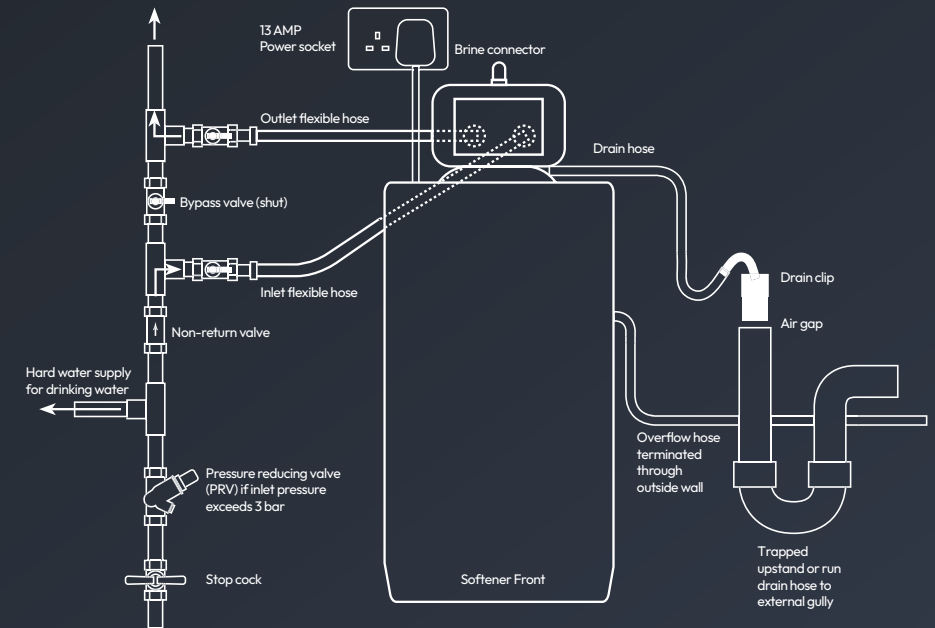 13 AMP
Power socket
Brine connector
Outlet flexible hose
Drain hose
Bypass valve (shut)
Inlet flexible hose
Drain clip
Air gap
Non-return valve
Hard water supply
for drinking water
Overflow hose
terminated
through
outside wall
Pressure reducing valve
(PRV) if inlet pressure
exceeds 3 bar
Stop cock
Softener Front
Trapped
upstand or run
drain hose to
external gully